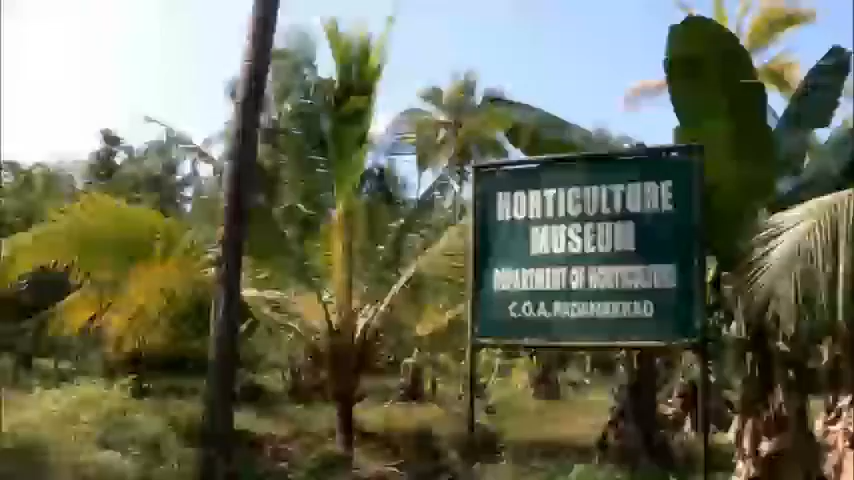 HORTICULTURE
MUSEUM
DEPARTMENT OF HORTICULTURE
C.O.A.